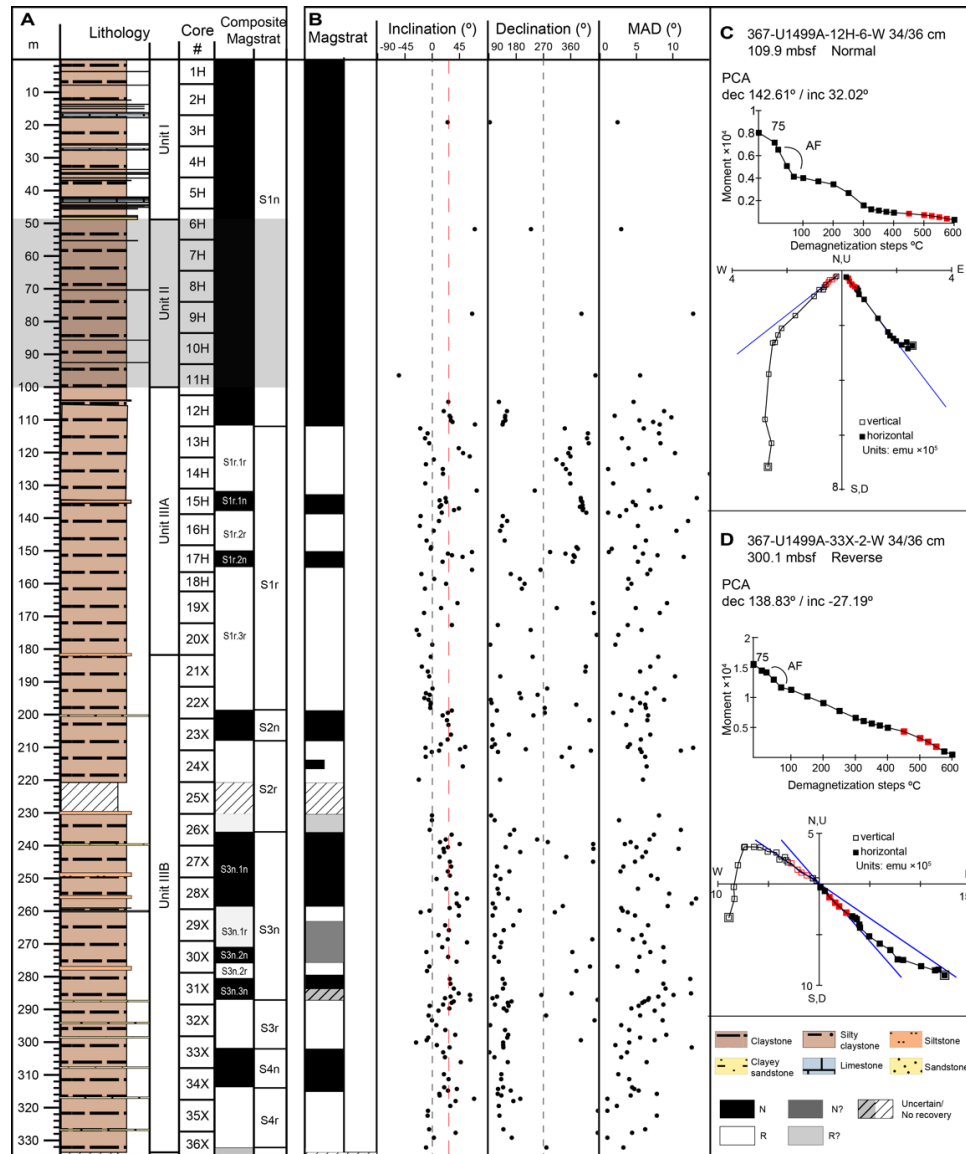 A
B
m
Lithology
Core
#
Composite
Magstrat
Magstrat
Inclination (º)
-90 -45 0 45
Declination (º)
90 180 270 360
MAD (º)
0 5 10
10
20
30
40
50
60
70
80
90
100
110
120
130
140
150
160
170
180
190
200
210
220
230
240
250
260
270
280
290
300
310
320
330
Unit I
Unit II
Unit IIIA
Unit IIIB
1H
2H
3H
4H
5H
6H
7H
8H
9H
10H
11H
12H
13H
14H
15H
16H
17H
18H
19X
20X
21X
22X
23X
24X
25X
26X
27X
28X
29X
30X
31X
32X
33X
34X
35X
36X
S1r.1r
S1r.1n
S1r.2r
S1r.2n
S1r.3r
S3n.1n
S3n.1r
S3n.2n
S3n.2r
S3n.3n
S1n
S1r
S2n
S2r
S3n
S3r
S4n
S4r
C
367-U1499A-12H-6-W 34/36 cm
109.9 mbsf Normal
PCA
dec 142.61º / inc 32.02º
Moment ×10⁴
1
0.8
0.6
0.4
0.2
75
AF
100 200 300 400 500 600
Demagnetization steps ºC
N,U
W
E
4
4
□ vertical
■ horizontal
Units: emu ×10⁵
8
S,D
D
367-U1499A-33X-2-W 34/36 cm
300.1 mbsf Reverse
PCA
dec 138.83º / inc -27.19º
Moment ×10⁴
2
1.5
1
0.5
75
AF
100 200 300 400 500 600
Demagnetization steps ºC
N,U
5
□ vertical
■ horizontal
Units: emu ×10⁵
W
10
10
S,D
Claystone
Silty
claystone
Siltstone
Clayey
sandstone
Limestone
Sandstone
N
N?
Uncertain/
No recovery
R
R?